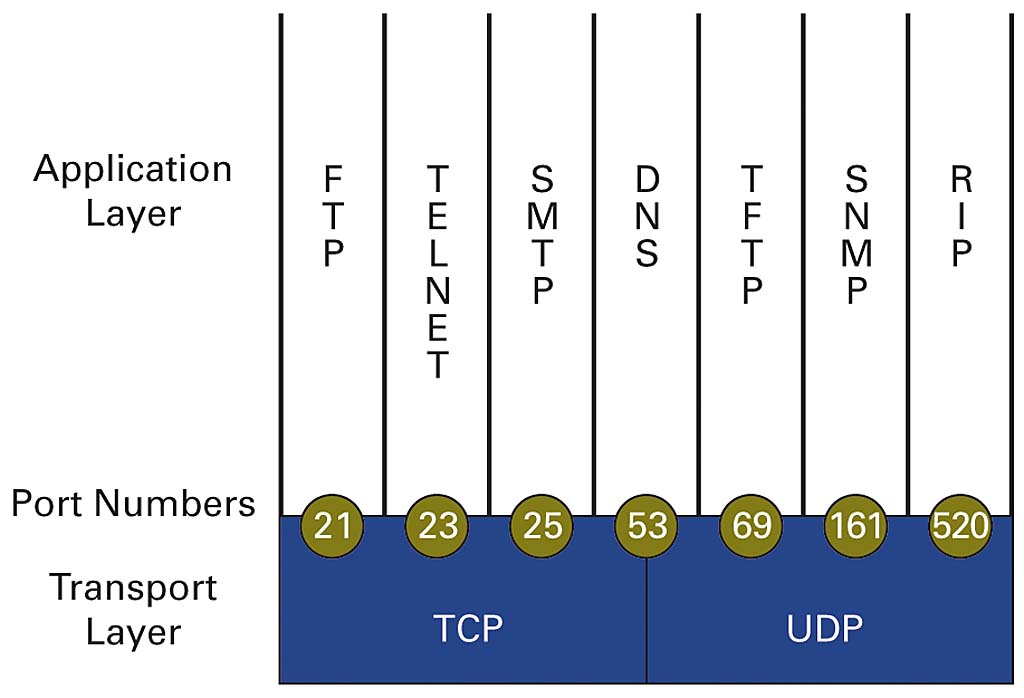 Application
Layer
FTP
TELNET
SMTP
DNS
TFTP
SNMP
RIP
Port Numbers
21
23
25
53
69
161
520
Transport
Layer
TCP
UDP